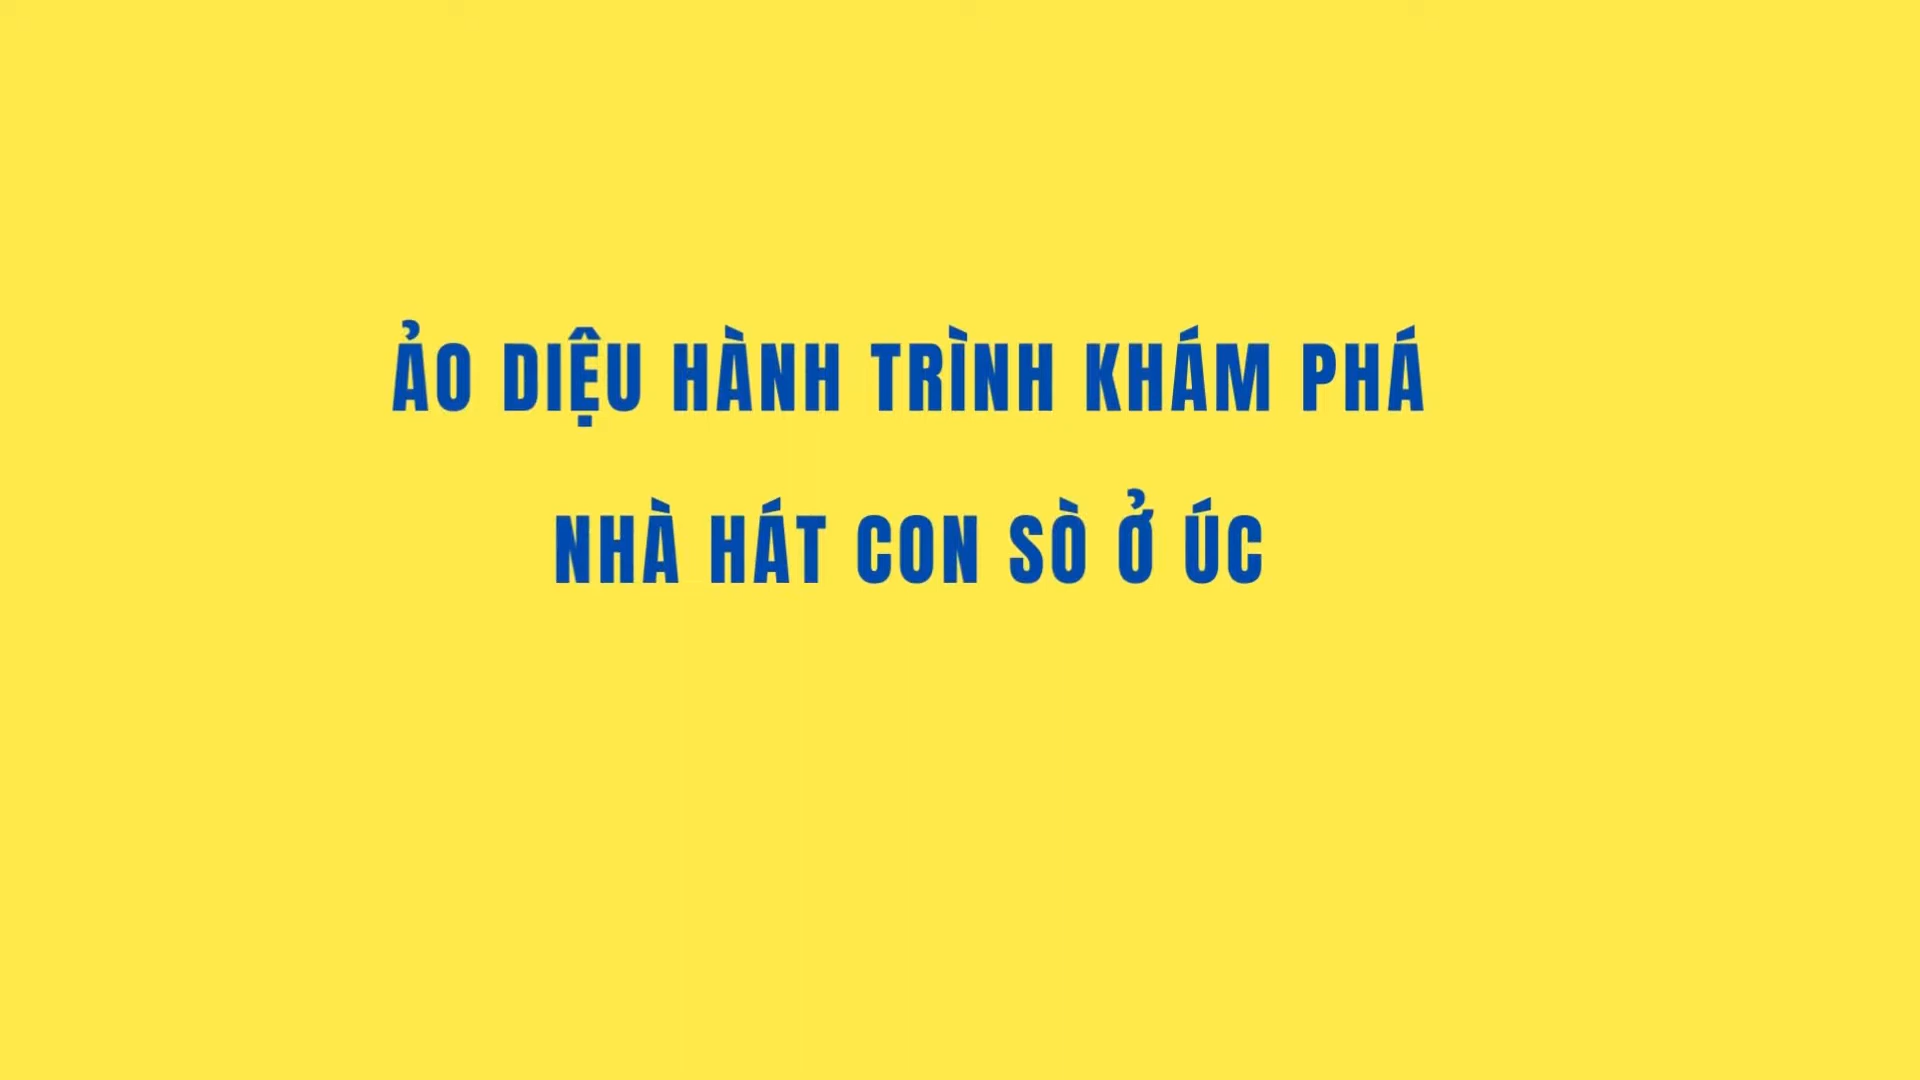 ẢO DIỆU HÀNH TRÌNH KHÁM PHÁ
NHÀ HÁT CON SÒ Ở ÚC